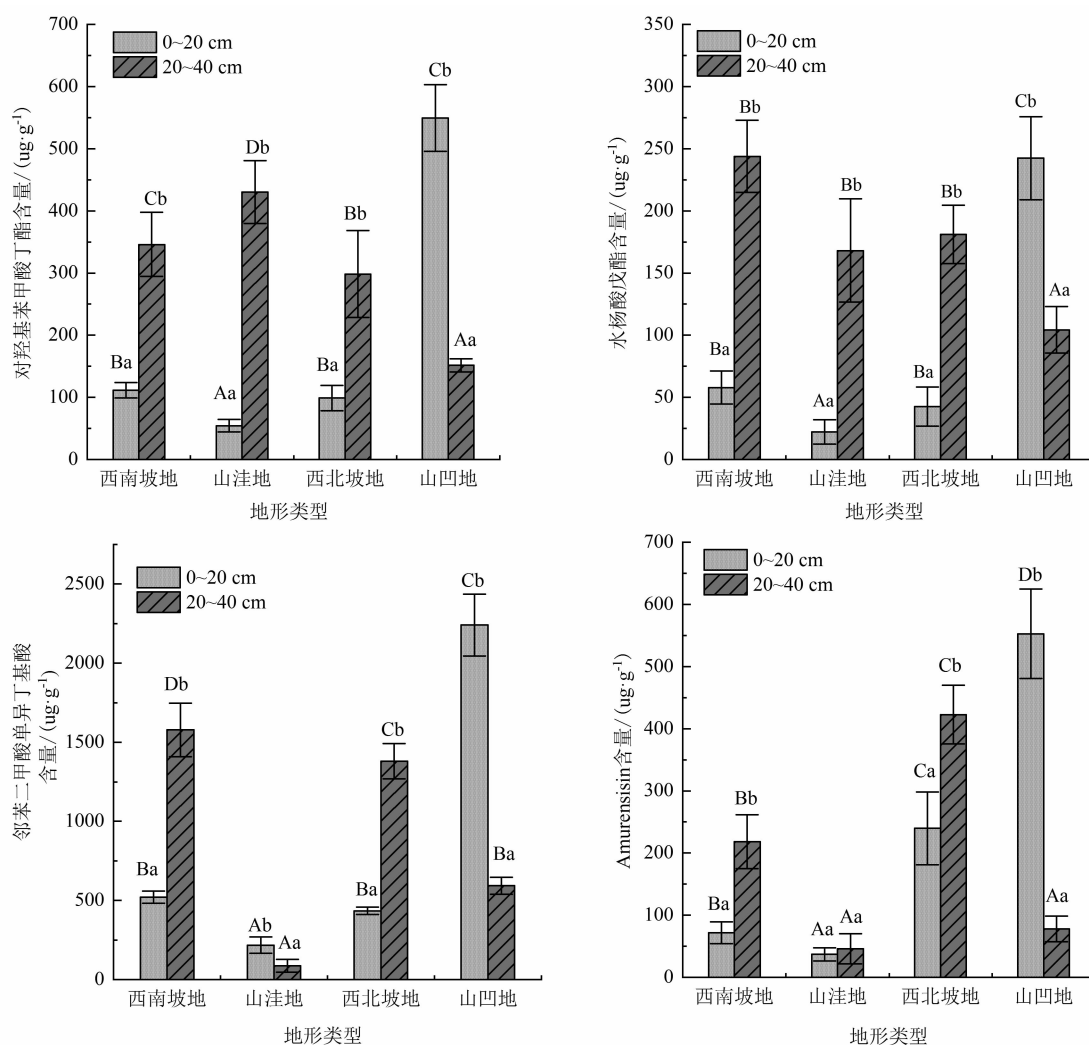 700
600
500
400
300
200
100
0
对羟基苯甲酸丁酯含量/(ug·g⁻¹)
0~20 cm
20~40 cm
Ba
Cb
Aa
Db
Ba
Bb
Cb
Aa
西南坡地
山洼地
西北坡地
山凹地
地形类型
350
300
250
200
150
100
50
0
水杨酸戊酯含量/(ug·g⁻¹)
0~20 cm
20~40 cm
Ba
Bb
Aa
Bb
Ba
Bb
Cb
Aa
西南坡地
山洼地
西北坡地
山凹地
地形类型
2500
2000
1500
1000
500
0
邻苯二甲酸单异丁基酸
含量/(ug·g⁻¹)
0~20 cm
20~40 cm
Ba
Db
Ab
Aa
Ba
Cb
Cb
Ba
西南坡地
山洼地
西北坡地
山凹地
地形类型
700
600
500
400
300
200
100
0
Amurensisin含量/(ug·g⁻¹)
0~20 cm
20~40 cm
Ba
Bb
Aa
Aa
Ca
Cb
Db
Aa
西南坡地
山洼地
西北坡地
山凹地
地形类型